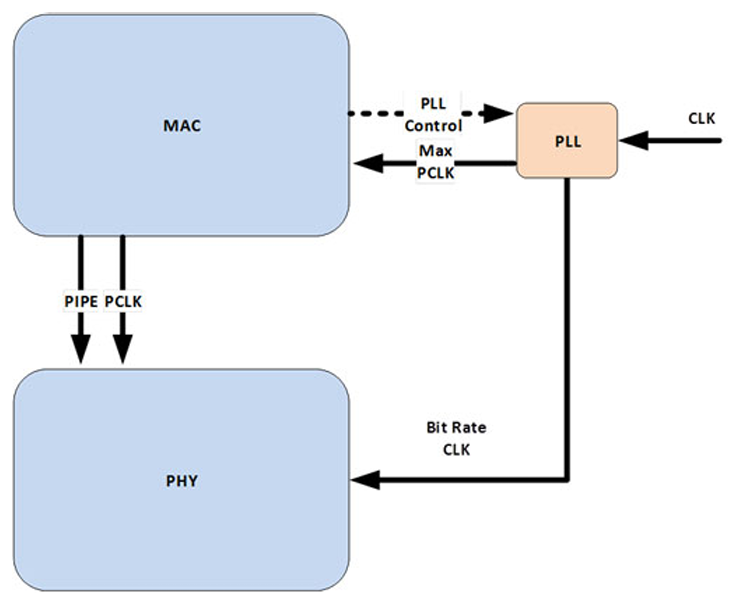 MAC
PLL
Control
Max
PCLK
PLL
CLK
PIPE PCLK
Bit Rate
CLK
PHY